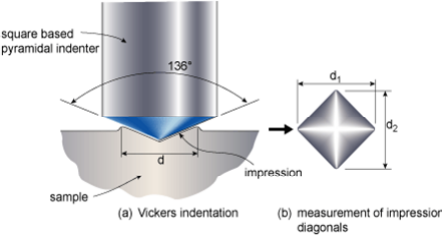 square based
pyramidal indenter
136°
d₁
d₂
d
impression
sample
(a) Vickers indentation
(b) measurement of impression
diagonals